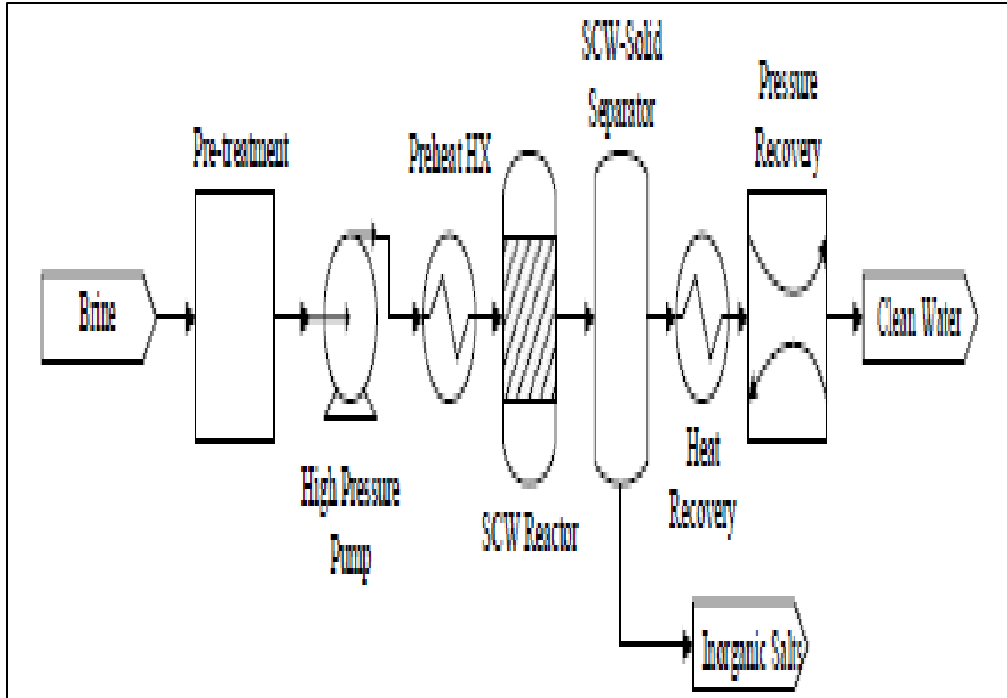 SCW-Solid
Separator
Pressure
Recovery
Pre-treatment
Preheat HX
Brine
Clean Water
High Pressure
Pump
SCW Reactor
Heat
Recovery
Inorganic Salts